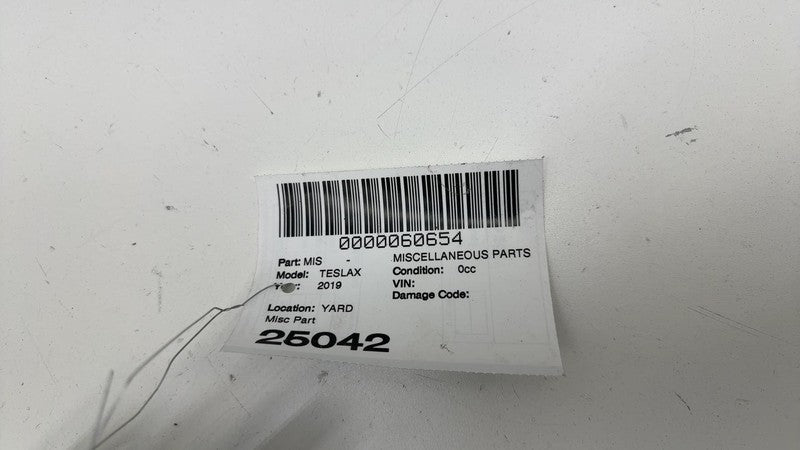 0000060654
Part: MIS - MISCELLANEOUS PARTS
Model: TESLAX Condition: 0cc
2019 VIN:
Damage Code:
Location: YARD
Misc Part
25042